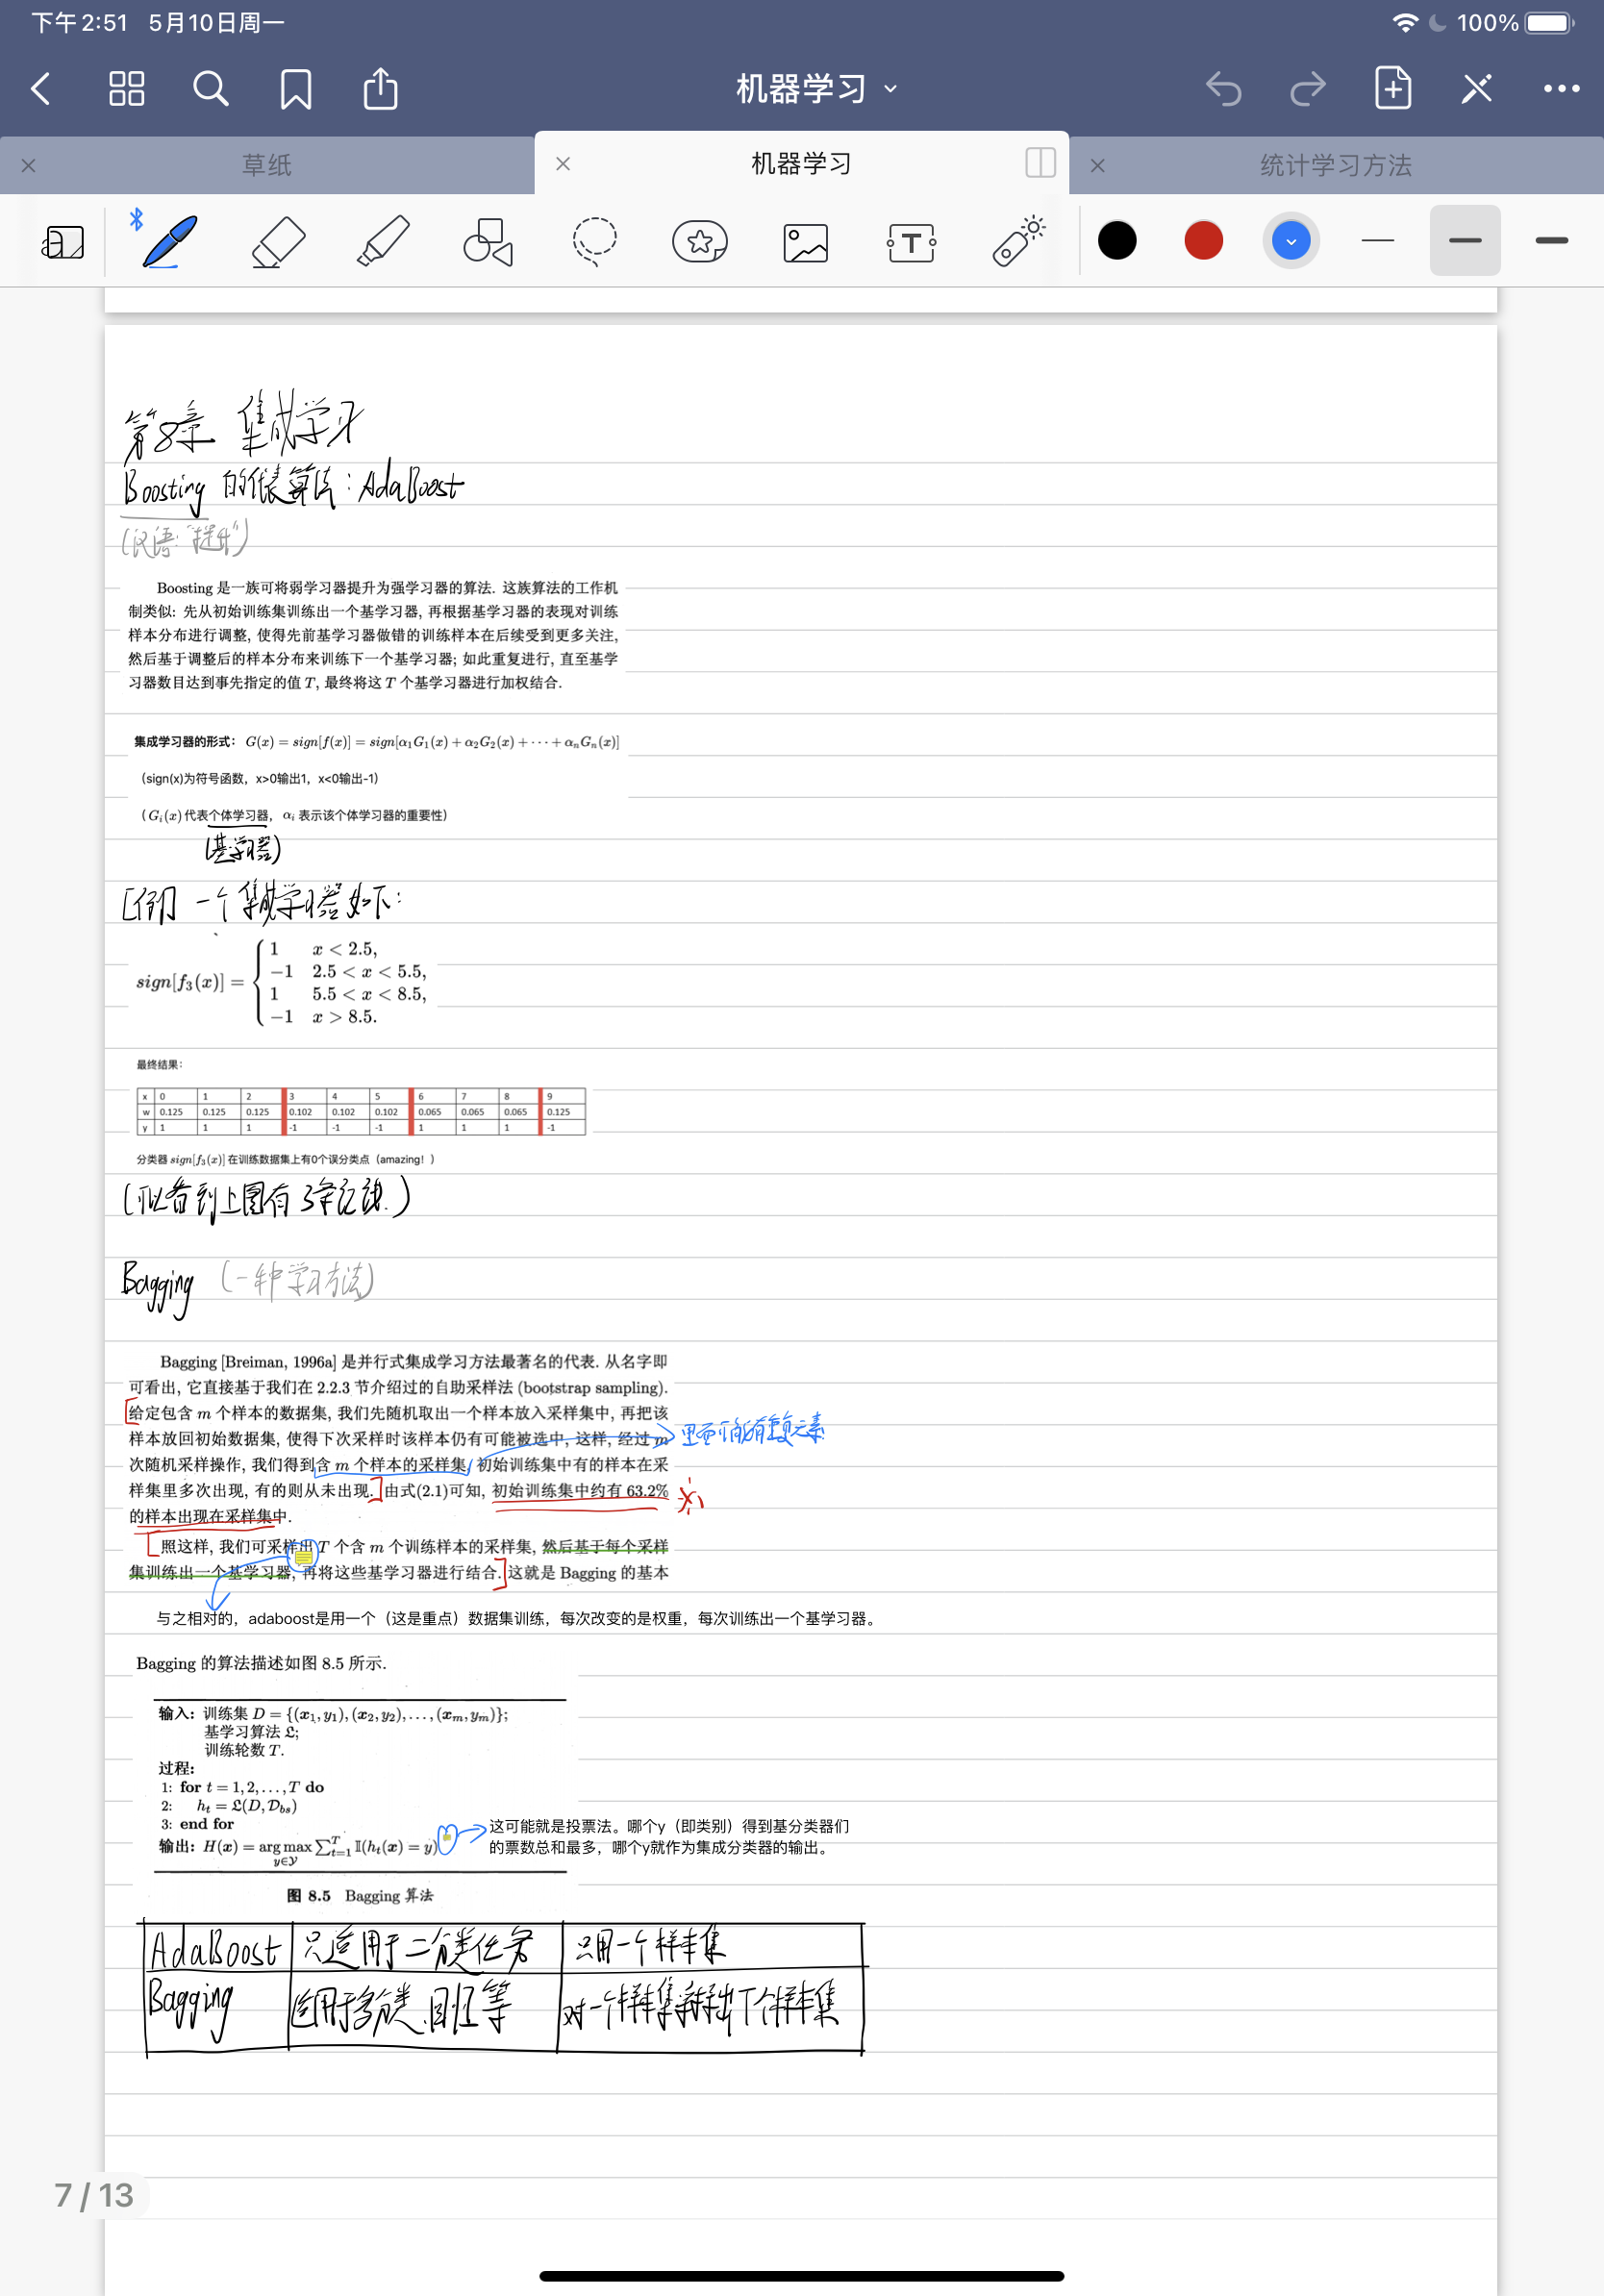 下午2:51 5月10日周一
100%
机器学习
草纸
机器学习
统计学习方法
第8章 集成学习
Boosting 的代表算法：AdaBoost
(汉语："提升")
Boosting 是一族可将弱学习器提升为强学习器的算法. 这族算法的工作机
制类似: 先从初始训练集训练出一个基学习器, 再根据基学习器的表现对训练
样本分布进行调整, 使得先前基学习器做错的训练样本在后续受到更多关注,
然后基于调整后的样本分布来训练下一个基学习器; 如此重复进行, 直至基学
习器数目达到事先指定的值 T, 最终将这 T 个基学习器进行加权结合.
集成学习器的形式： G(x) = sign[f(x)] = sign[α₁G₁(x) + α₂G₂(x) + ··· + αₙGₙ(x)]
（sign(x)为符号函数，x>0输出1，x<0输出-1）
（Gᵢ(x) 代表个体学习器，αᵢ 表示该个体学习器的重要性）
(基学习器)
[例] 一个集成学习器如下：
sign[f₃(x)] = { 1 x < 2.5,
−1 2.5 < x < 5.5,
1 5.5 < x < 8.5,
−1 x > 8.5.
最终结果：
x 0 1 2 3 4 5 6 7 8 9
w 0.125 0.125 0.125 0.102 0.102 0.102 0.065 0.065 0.065 0.125
y 1 1 1 -1 -1 -1 1 1 1 -1
分类器 sign[f₃(x)] 在训练数据集上有0个误分类点（amazing！）
(可以看到上图有3条红线.)
Bagging (一种学习方法)
Bagging [Breiman, 1996a] 是并行式集成学习方法最著名的代表. 从名字即
可看出, 它直接基于我们在 2.2.3 节介绍过的自助采样法 (bootstrap sampling).
给定包含 m 个样本的数据集, 我们先随机取出一个样本放入采样集中, 再把该
样本放回初始数据集, 使得下次采样时该样本仍有可能被选中, 这样, 经过 m
里面可能有重复元素
次随机采样操作, 我们得到含 m 个样本的采样集, 初始训练集中有的样本在采
样集里多次出现, 有的则从未出现. 由式(2.1)可知, 初始训练集中约有 63.2%
的样本出现在采样集中.
照这样, 我们可采样出 T 个含 m 个训练样本的采样集, 然后基于每个采样
集训练出一个基学习器, 再将这些基学习器进行结合. 这就是 Bagging 的基本
与之相对的，adaboost是用一个（这是重点）数据集训练，每次改变的是权重，每次训练出一个基学习器。
Bagging 的算法描述如图 8.5 所示.
输入: 训练集 D = {(x₁, y₁), (x₂, y₂), . . . , (xₘ, yₘ)};
基学习算法 𝔏;
训练轮数 T.
过程:
1: for t = 1, 2, . . . , T do
2: hₜ = 𝔏(D, 𝒟_bs)
3: end for
输出: H(x) = arg max_{y∈𝒴} ∑_{t=1}^{T} 𝕀(hₜ(x) = y)
这可能就是投票法。哪个y（即类别）得到基分类器们
的票数总和最多，哪个y就作为集成分类器的输出。
图 8.5 Bagging 算法
AdaBoost 只适用于二分类任务 只用一个样本集
Bagging 适用于多分类、回归等 对一个样本集采样出T个样本集
7 / 13